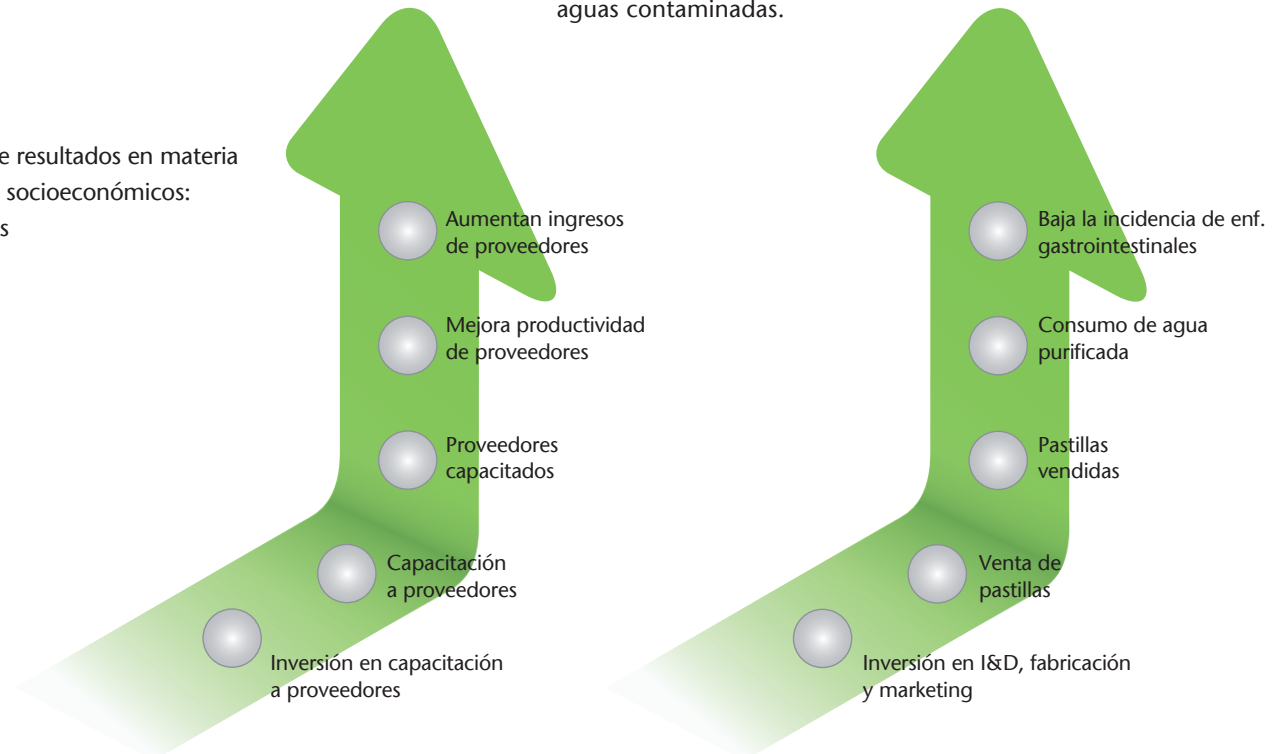 aguas contaminadas.
e resultados en materia
socioeconómicos:
s
Aumentan ingresos
de proveedores
Mejora productividad
de proveedores
Proveedores
capacitados
Capacitación
a proveedores
Inversión en capacitación
a proveedores
Baja la incidencia de enf.
gastrointestinales
Consumo de agua
purificada
Pastillas
vendidas
Venta de
pastillas
Inversión en I&D, fabricación
y marketing